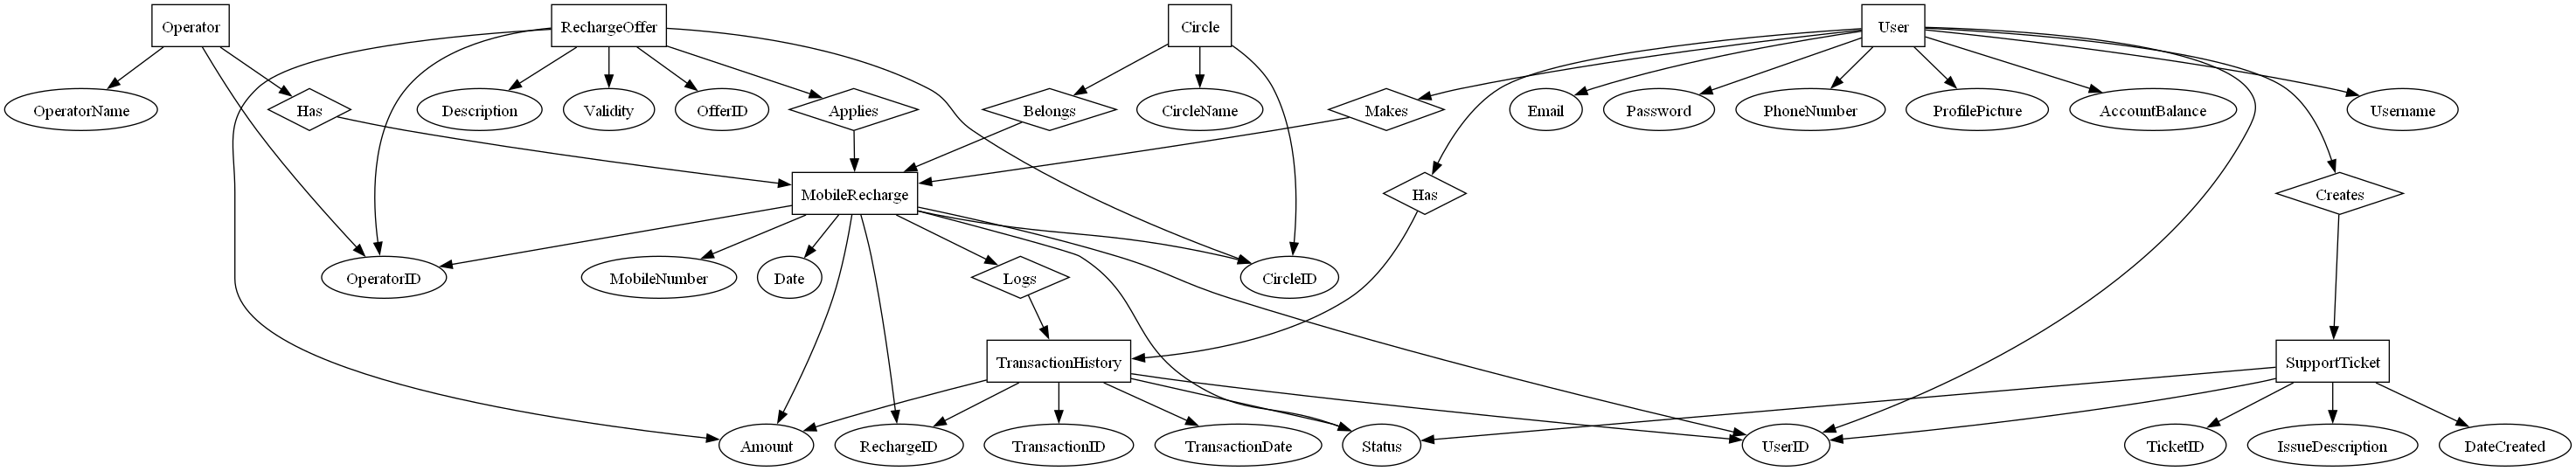 Operator
RechargeOffer
Circle
User
OperatorName
Has
Description
Validity
OfferID
Applies
Belongs
CircleName
Makes
Email
Password
PhoneNumber
ProfilePicture
AccountBalance
Username
MobileRecharge
Has
Creates
OperatorID
MobileNumber
Date
Logs
CircleID
TransactionHistory
SupportTicket
Amount
RechargeID
TransactionID
TransactionDate
Status
UserID
TicketID
IssueDescription
DateCreated